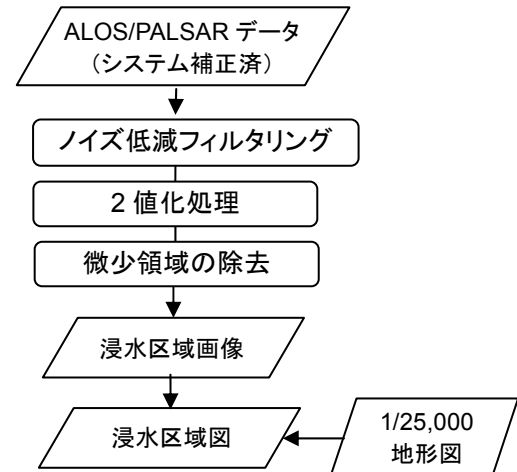 ALOS/PALSAR データ
（システム補正済）
ノイズ低減フィルタリング
2 値化処理
微少領域の除去
浸水区域画像
浸水区域図
1/25,000
地形図